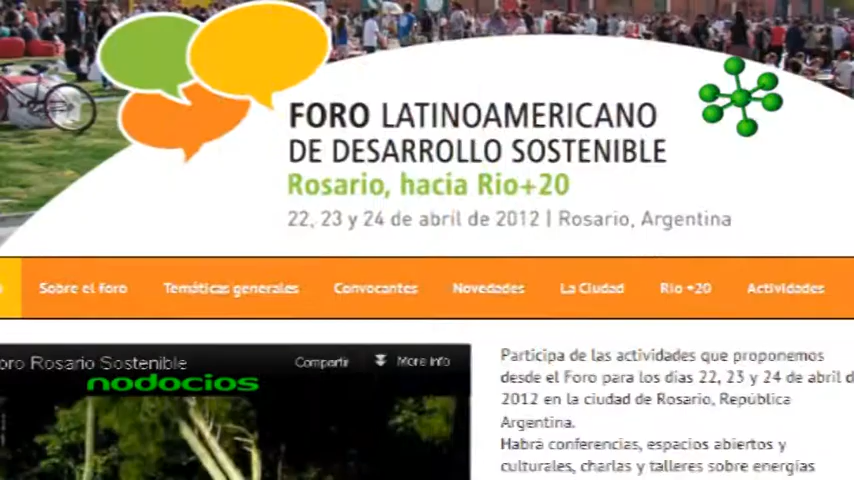 FORO LATINOAMERICANO
DE DESARROLLO SOSTENIBLE
Rosario, hacia Rio+20
22, 23 y 24 de abril de 2012 | Rosario, Argentina
Sobre el foro Temáticas generales Convocantes Novedades La Ciudad Rio +20 Actividades
oro Rosario Sostenible Compartir More info
nodocios
Participa de las actividades que proponemos
desde el Foro para los días 22, 23 y 24 de abril d
2012 en la ciudad de Rosario, República
Argentina.
Habrá conferencias, espacios abiertos y
culturales, charlas y talleres sobre energías